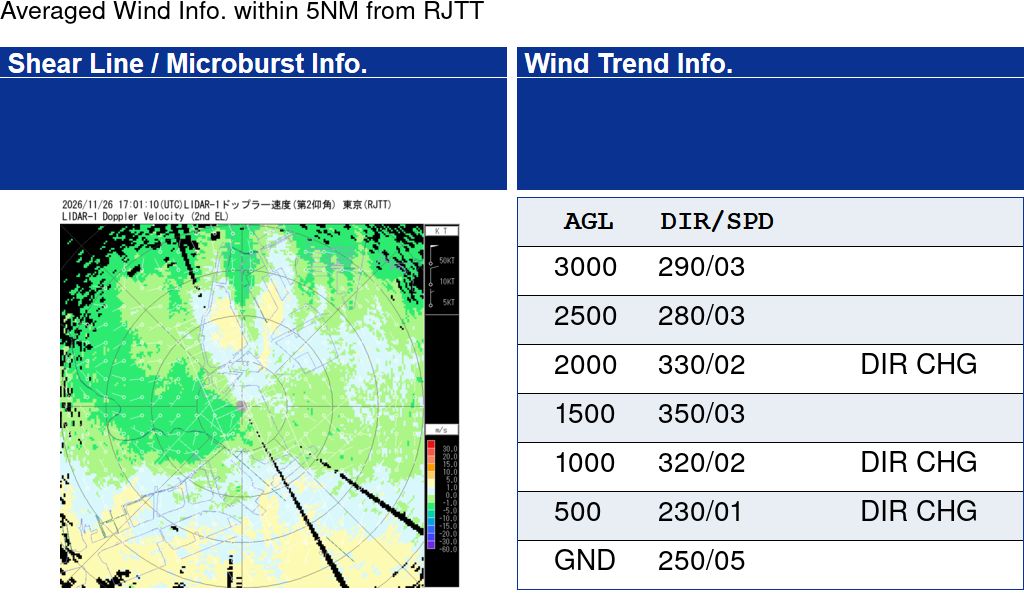 Averaged Wind Info. within 5NM from RJTT
Shear Line / Microburst Info.
Wind Trend Info.
2026/11/26 17:01:10(UTC)LIDAR-1ドップラー速度(第2仰角) 東京(RJTT)
LIDAR-1 Doppler Velocity (2nd EL)
K T
50KT
10KT
5KT
m/s
30.0
20.0
15.0
10.0
5.0
1.0
0.0
-1.0
-5.0
-10.0
-15.0
-20.0
-30.0
-60.0
AGL DIR/SPD
3000 290/03
2500 280/03
2000 330/02 DIR CHG
1500 350/03
1000 320/02 DIR CHG
500 230/01 DIR CHG
GND 250/05